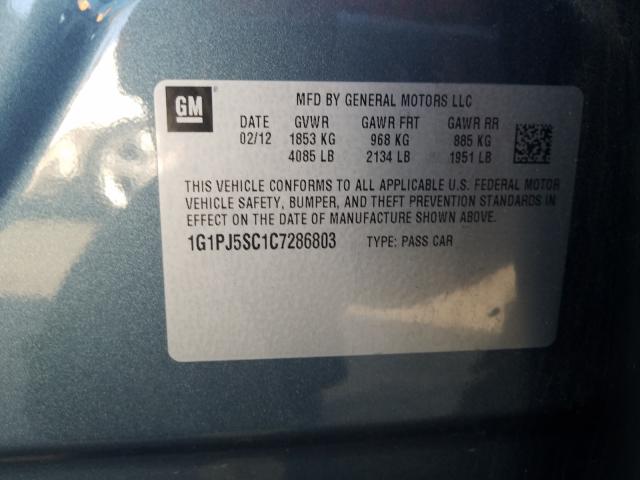 GM
MFD BY GENERAL MOTORS LLC
DATE GVWR GAWR FRT GAWR RR
02/12 1853 KG 968 KG 885 KG
4085 LB 2134 LB 1951 LB
THIS VEHICLE CONFORMS TO ALL APPLICABLE U.S. FEDERAL MOTOR
VEHICLE SAFETY, BUMPER, AND THEFT PREVENTION STANDARDS
IN EFFECT ON THE DATE OF MANUFACTURE SHOWN ABOVE.
1G1PJ5SC1C7286803 TYPE: PASS CAR